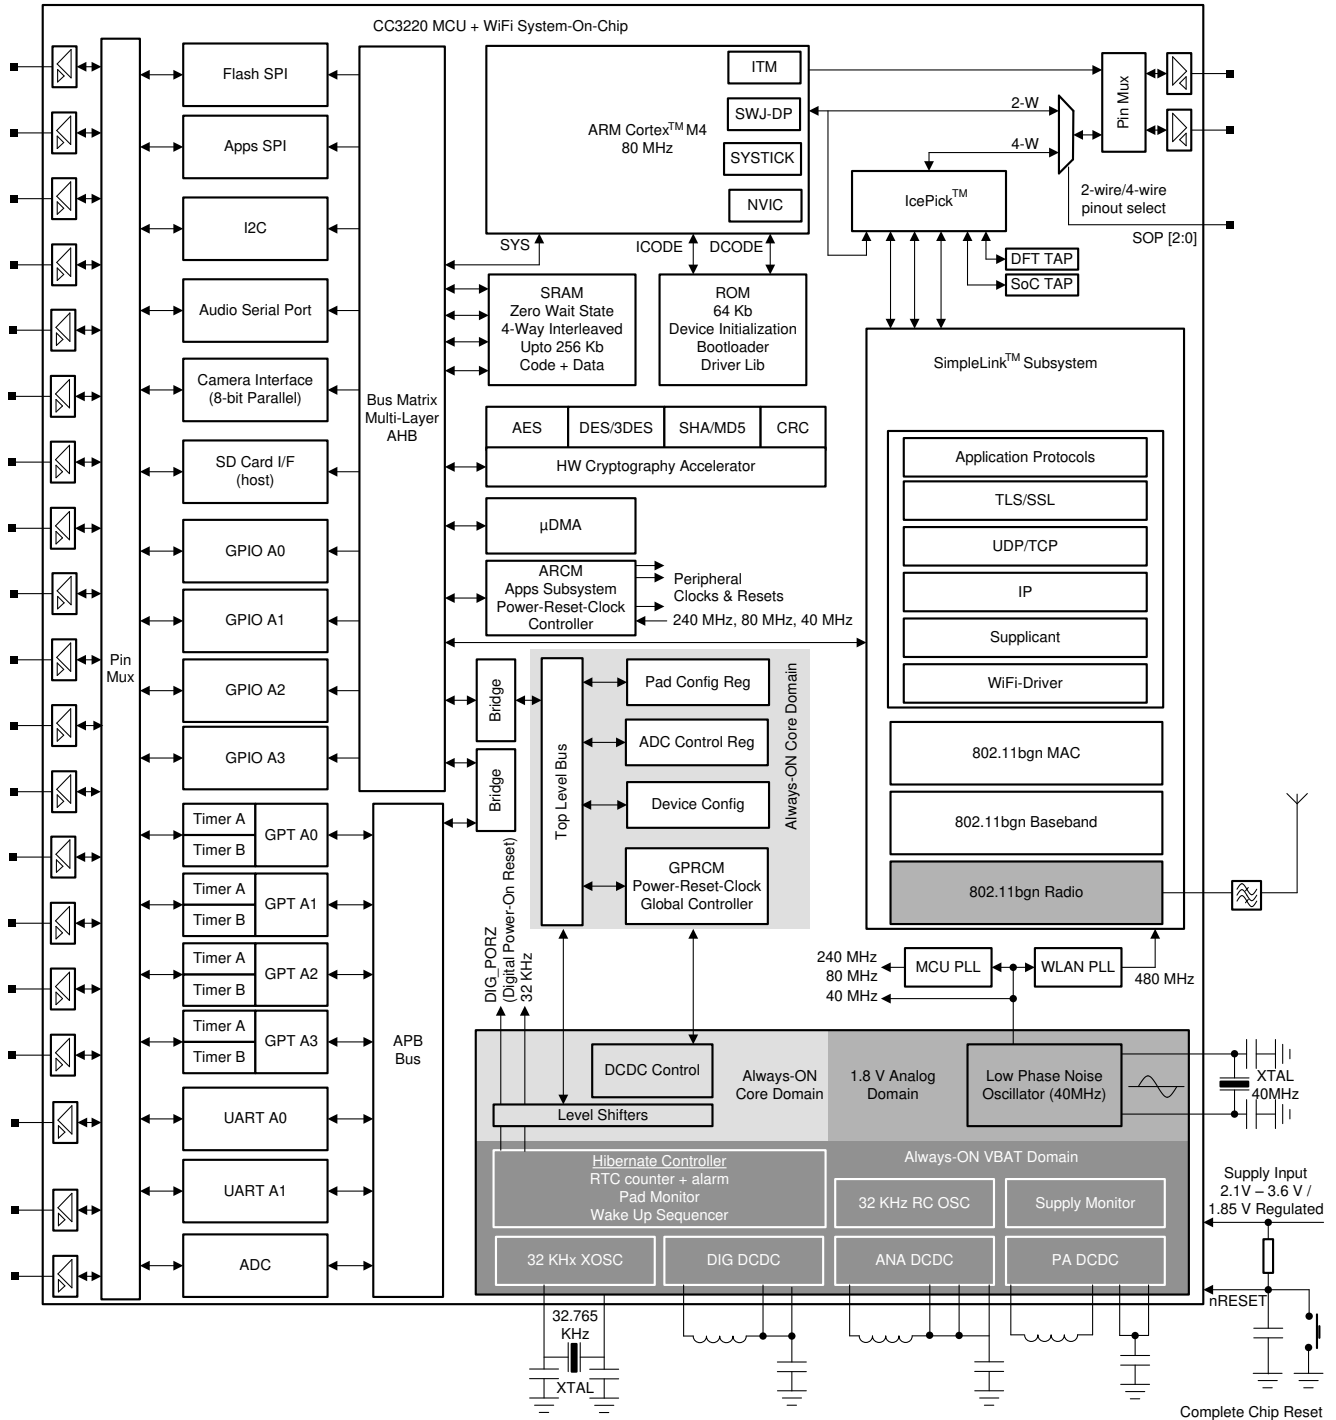 CC3220 MCU + WiFi System-On-Chip
Flash SPI
Apps SPI
I2C
Audio Serial Port
Camera Interface
(8-bit Parallel)
SD Card I/F
(host)
GPIO A0
GPIO A1
GPIO A2
GPIO A3
Pin
Mux
Timer A
Timer B
GPT A0
Timer A
Timer B
GPT A1
Timer A
Timer B
GPT A2
Timer A
Timer B
GPT A3
UART A0
UART A1
ADC
Bus Matrix
Multi-Layer
AHB
APB
Bus
ARM Cortex™ M4
80 MHz
ITM
SWJ-DP
SYSTICK
NVIC
SYS
ICODE
DCODE
SRAM
Zero Wait State
4-Way Interleaved
Upto 256 Kb
Code + Data
ROM
64 Kb
Device Initialization
Bootloader
Driver Lib
AES
DES/3DES
SHA/MD5
CRC
HW Cryptography Accelerator
µDMA
ARCM
Apps Subsystem
Power-Reset-Clock
Controller
Peripheral
Clocks & Resets
240 MHz, 80 MHz, 40 MHz
Bridge
Bridge
Top Level Bus
Pad Config Reg
ADC Control Reg
Device Config
GPRCM
Power-Reset-Clock
Global Controller
Always-ON Core Domain
DIG_PORZ
(Digital Power-On Reset)
32 KHz
2-W
4-W
Pin Mux
IcePick™
2-wire/4-wire
pinout select
SOP [2:0]
DFT TAP
SoC TAP
SimpleLink™ Subsystem
Application Protocols
TLS/SSL
UDP/TCP
IP
Supplicant
WiFi-Driver
802.11bgn MAC
802.11bgn Baseband
802.11bgn Radio
240 MHz
80 MHz
40 MHz
MCU PLL
WLAN PLL
480 MHz
DCDC Control
Level Shifters
Always-ON
Core Domain
1.8 V Analog
Domain
Low Phase Noise
Oscillator (40MHz)
XTAL
40MHz
Hibernate Controller
RTC counter + alarm
Pad Monitor
Wake Up Sequencer
Always-ON VBAT Domain
32 KHz RC OSC
Supply Monitor
32 KHx XOSC
DIG DCDC
ANA DCDC
PA DCDC
Supply Input
2.1V – 3.6 V /
1.85 V Regulated
nRESET
32.765
KHz
XTAL
Complete Chip Reset